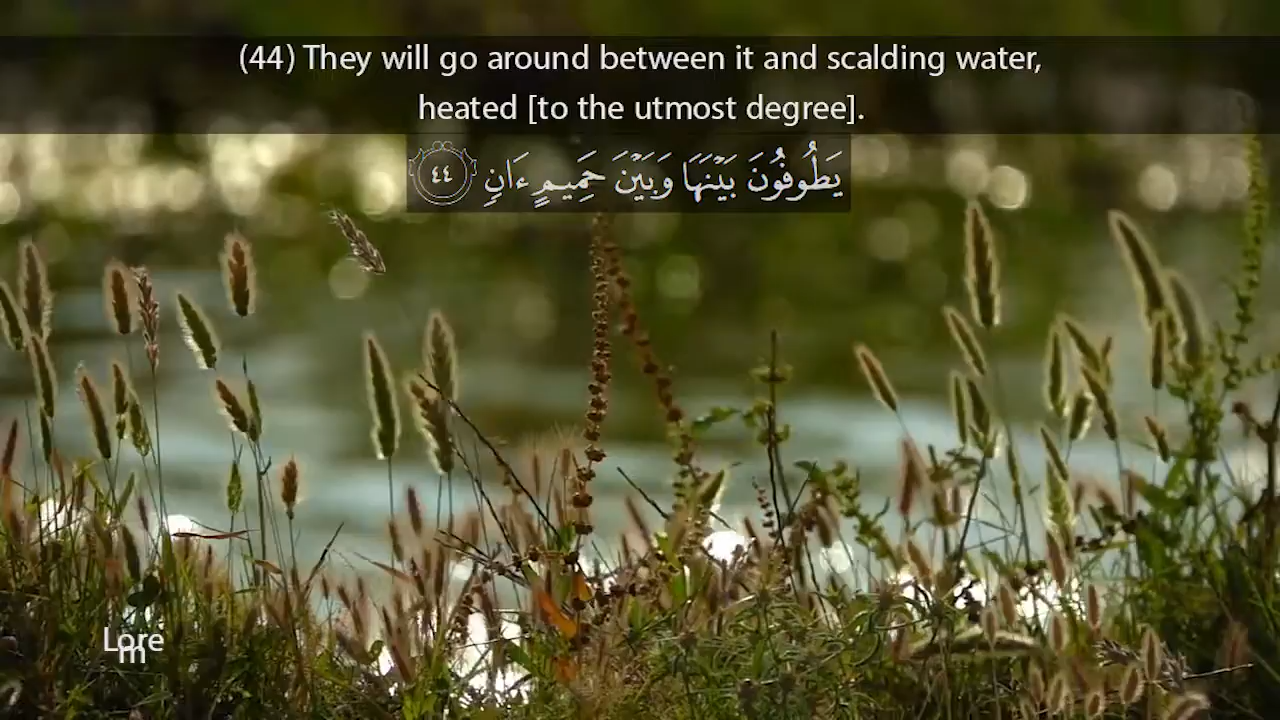 (44) They will go around between it and scalding water,
heated [to the utmost degree].
يَطُوفُونَ بَيْنَهَا وَبَيْنَ حَمِيمٍ ءَانٍ ٤٤
Lore
m